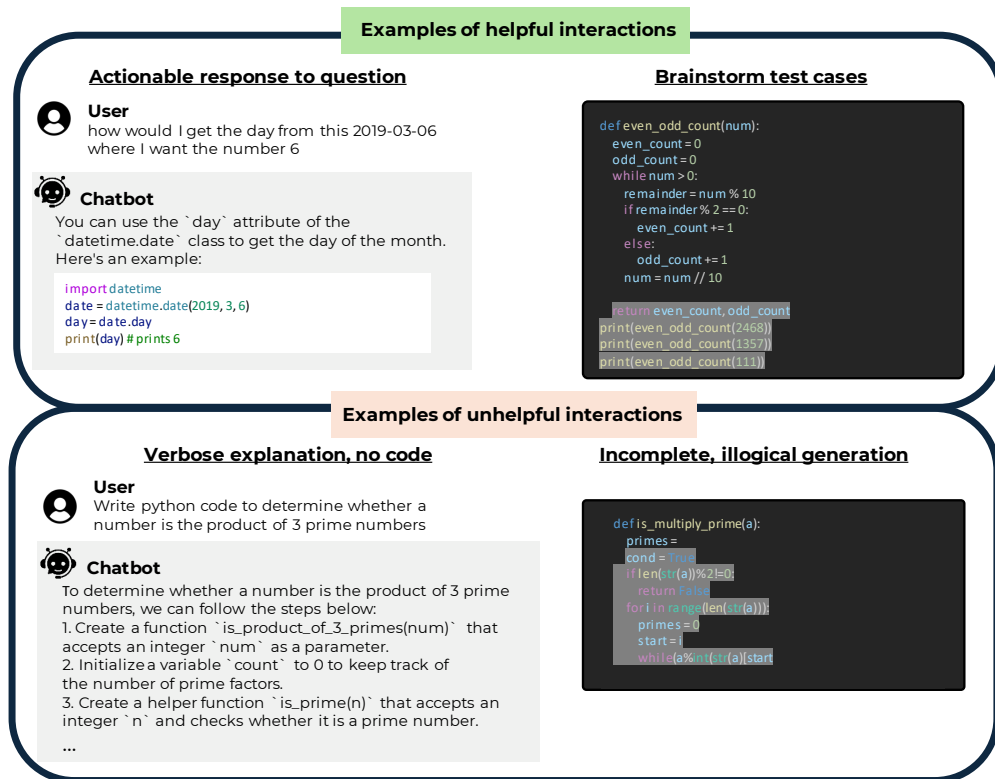 Examples of helpful interactions
Actionable response to question
User
how would I get the day from this 2019-03-06
where I want the number 6
Chatbot
You can use the `day` attribute of the
`datetime.date` class to get the day of the month.
Here's an example:
import datetime
date = datetime.date(2019, 3, 6)
day = date.day
print(day) # prints 6
Brainstorm test cases
def even_odd_count(num):
even_count = 0
odd_count = 0
while num > 0:
remainder = num % 10
if remainder % 2 == 0:
even_count += 1
else:
odd_count += 1
num = num // 10
return even_count, odd_count
print(even_odd_count(2468))
print(even_odd_count(1357))
print(even_odd_count(111))
Examples of unhelpful interactions
Verbose explanation, no code
User
Write python code to determine whether a
number is the product of 3 prime numbers
Chatbot
To determine whether a number is the product of 3 prime
numbers, we can follow the steps below:
1. Create a function `is_product_of_3_primes(num)` that
accepts an integer `num` as a parameter.
2. Initialize a variable `count` to 0 to keep track of
the number of prime factors.
3. Create a helper function `is_prime(n)` that accepts an
integer `n` and checks whether it is a prime number.
...
Incomplete, illogical generation
def is_multiply_prime(a):
primes =
cond = True
if len(str(a))%2!=0:
return False
for i in range(len(str(a))):
primes = 0
start = i
while(a%int(str(a)[start